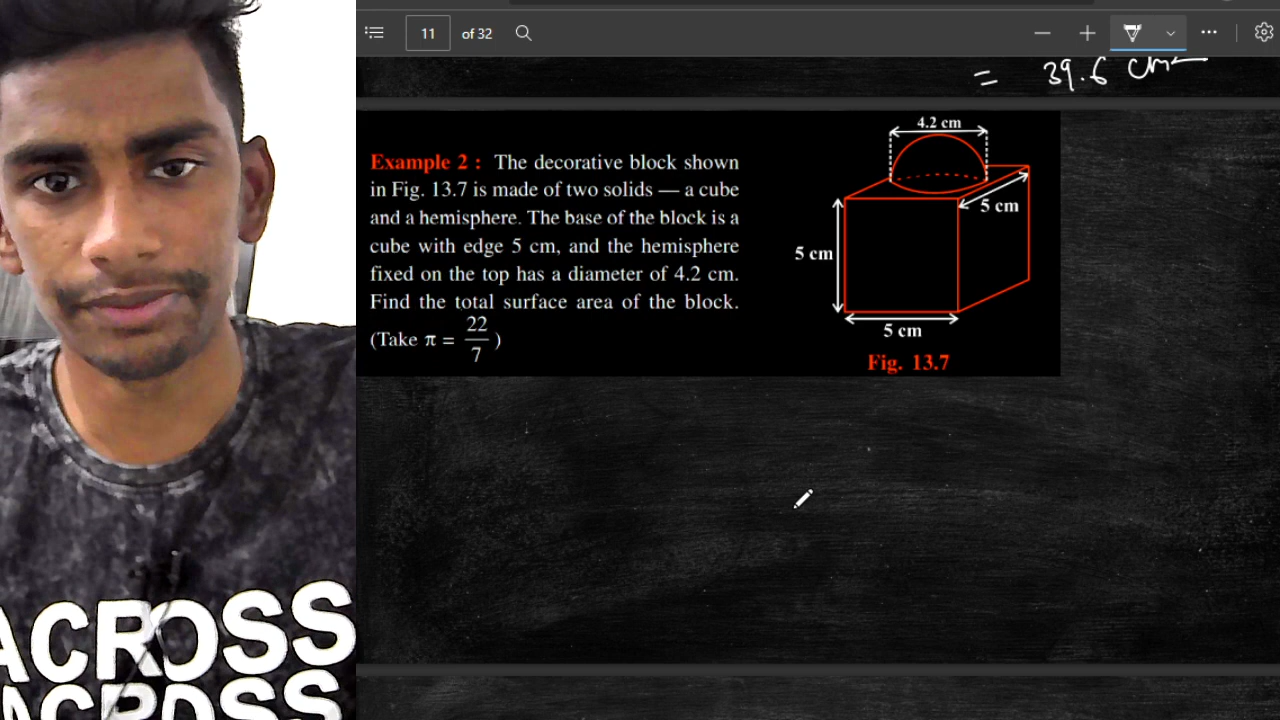 11 of 32
= 39.6 cm²
Example 2 : The decorative block shown
in Fig. 13.7 is made of two solids — a cube
and a hemisphere. The base of the block is a
cube with edge 5 cm, and the hemisphere
fixed on the top has a diameter of 4.2 cm.
Find the total surface area of the block.
(Take π = 22/7 )
4.2 cm
5 cm
5 cm
5 cm
Fig. 13.7
ACROSS
ACROSS